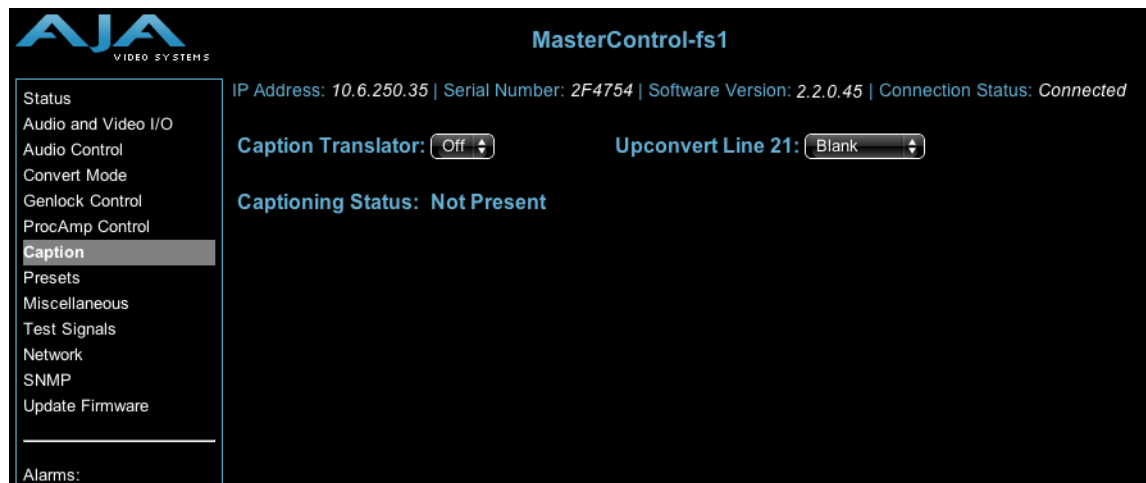 AJA
VIDEO SYSTEMS
MasterControl-fs1
IP Address: 10.6.250.35 | Serial Number: 2F4754 | Software Version: 2.2.0.45 | Connection Status: Connected
Status
Audio and Video I/O
Audio Control
Convert Mode
Genlock Control
ProcAmp Control
Caption
Presets
Miscellaneous
Test Signals
Network
SNMP
Update Firmware
Alarms:
Caption Translator: Off Upconvert Line 21: Blank
Captioning Status: Not Present